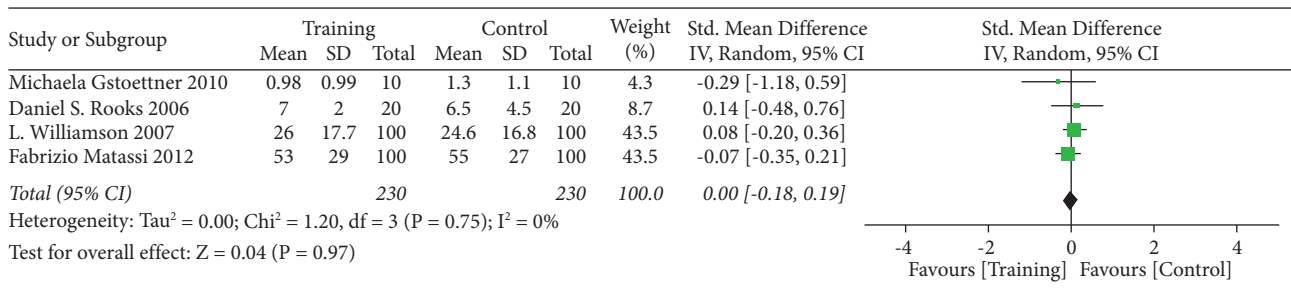 Study or Subgroup Training Control Weight (%) Std. Mean Difference IV, Random, 95% CI Std. Mean Difference IV, Random, 95% CI
Mean SD Total Mean SD Total
Michaela Gstoettner 2010 0.98 0.99 10 1.3 1.1 10 4.3 -0.29 [-1.18, 0.59]
Daniel S. Rooks 2006 7 2 20 6.5 4.5 20 8.7 0.14 [-0.48, 0.76]
L. Williamson 2007 26 17.7 100 24.6 16.8 100 43.5 0.08 [-0.20, 0.36]
Fabrizio Matassi 2012 53 29 100 55 27 100 43.5 -0.07 [-0.35, 0.21]
Total (95% CI) 230 230 100.0 0.00 [-0.18, 0.19]
Heterogeneity: Tau² = 0.00; Chi² = 1.20, df = 3 (P = 0.75); I² = 0%
Test for overall effect: Z = 0.04 (P = 0.97)
-4 -2 0 2 4
Favours [Training] Favours [Control]